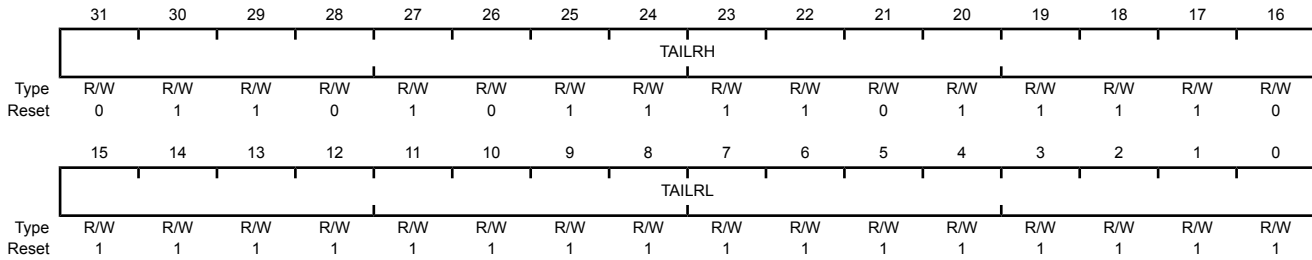 31 30 29 28 27 26 25 24 23 22 21 20 19 18 17 16
TAILRH
Type R/W R/W R/W R/W R/W R/W R/W R/W R/W R/W R/W R/W R/W R/W R/W R/W
Reset 0 1 1 0 1 0 1 1 1 1 0 1 1 1 1 0
15 14 13 12 11 10 9 8 7 6 5 4 3 2 1 0
TAILRL
Type R/W R/W R/W R/W R/W R/W R/W R/W R/W R/W R/W R/W R/W R/W R/W R/W
Reset 1 1 1 1 1 1 1 1 1 1 1 1 1 1 1 1